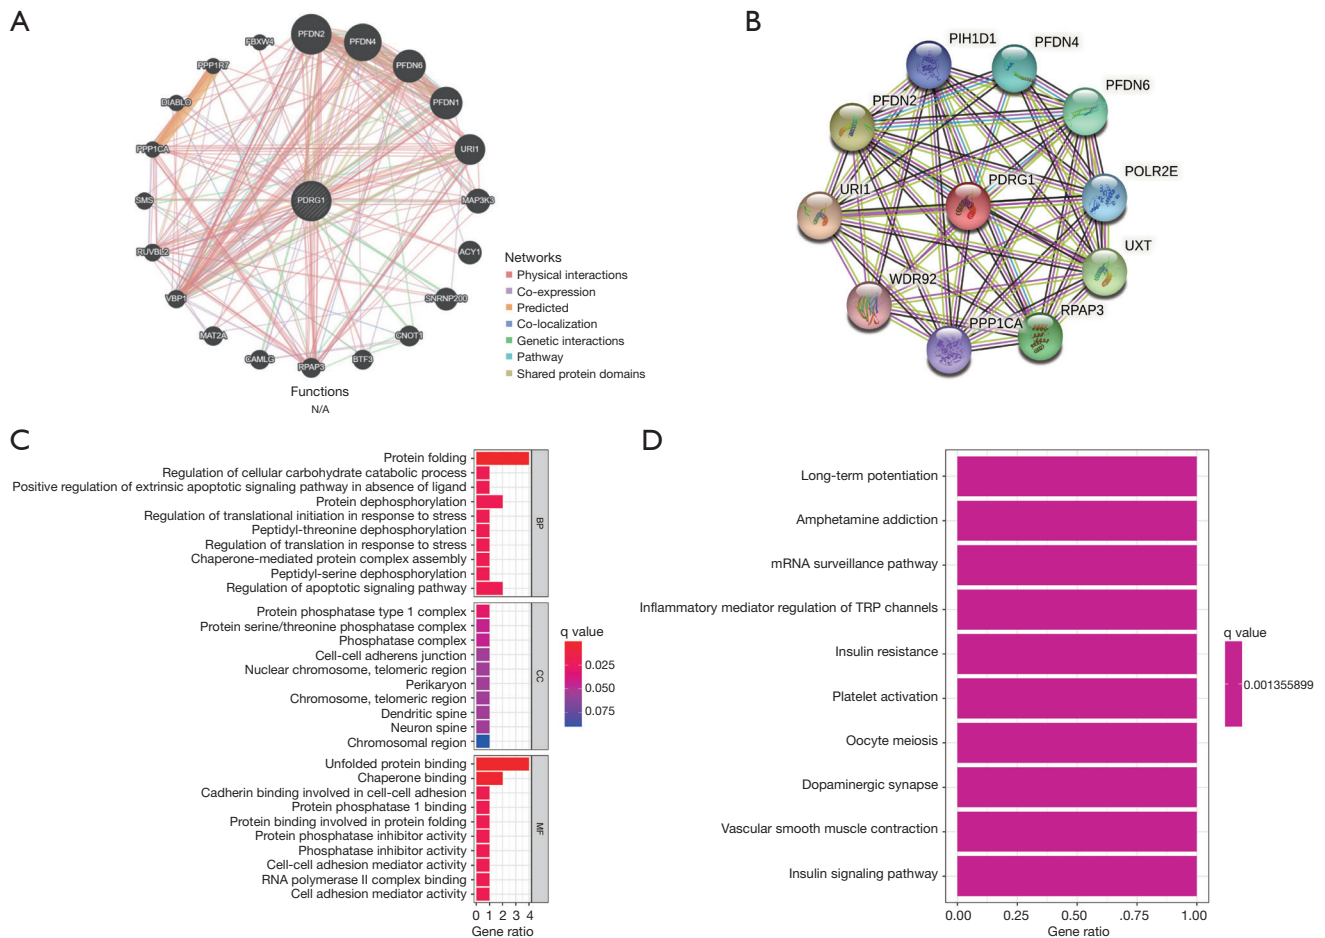 A
FBXW4
PFDN2
PFDN4
PPP1R7
PFDN6
DIABLO
PFDN1
PPP1CA
URI1
SMS
PDRG1
MAP3K3
RUVBL2
ACY1
VBP1
SNRNP200
MAT2A
CNOT1
CAMLG
RPAP3
BTF3
Functions
N/A
Networks
Physical interactions
Co-expression
Predicted
Co-localization
Genetic interactions
Pathway
Shared protein domains
B
PIH1D1
PFDN4
PFDN2
PFDN6
POLR2E
URI1
PDRG1
UXT
WDR92
RPAP3
PPP1CA
C
Protein folding
Regulation of cellular carbohydrate catabolic process
Positive regulation of extrinsic apoptotic signaling pathway in absence of ligand
Protein dephosphorylation
Regulation of translational initiation in response to stress
Peptidyl-threonine dephosphorylation
Regulation of translation in response to stress
Chaperone-mediated protein complex assembly
Peptidyl-serine dephosphorylation
Regulation of apoptotic signaling pathway
BP
Protein phosphatase type 1 complex
Protein serine/threonine phosphatase complex
Phosphatase complex
Cell-cell adherens junction
Nuclear chromosome, telomeric region
Perikaryon
Chromosome, telomeric region
Dendritic spine
Neuron spine
Chromosomal region
CC
Unfolded protein binding
Chaperone binding
Cadherin binding involved in cell-cell adhesion
Protein phosphatase 1 binding
Protein binding involved in protein folding
Protein phosphatase inhibitor activity
Phosphatase inhibitor activity
Cell-cell adhesion mediator activity
RNA polymerase II complex binding
Cell adhesion mediator activity
MF
0 1 2 3 4
Gene ratio
q value
0.025
0.050
0.075
D
Long-term potentiation
Amphetamine addiction
mRNA surveillance pathway
Inflammatory mediator regulation of TRP channels
Insulin resistance
Platelet activation
Oocyte meiosis
Dopaminergic synapse
Vascular smooth muscle contraction
Insulin signaling pathway
0.00 0.25 0.50 .0.75 1.00
Gene ratio
q value
0.001355899